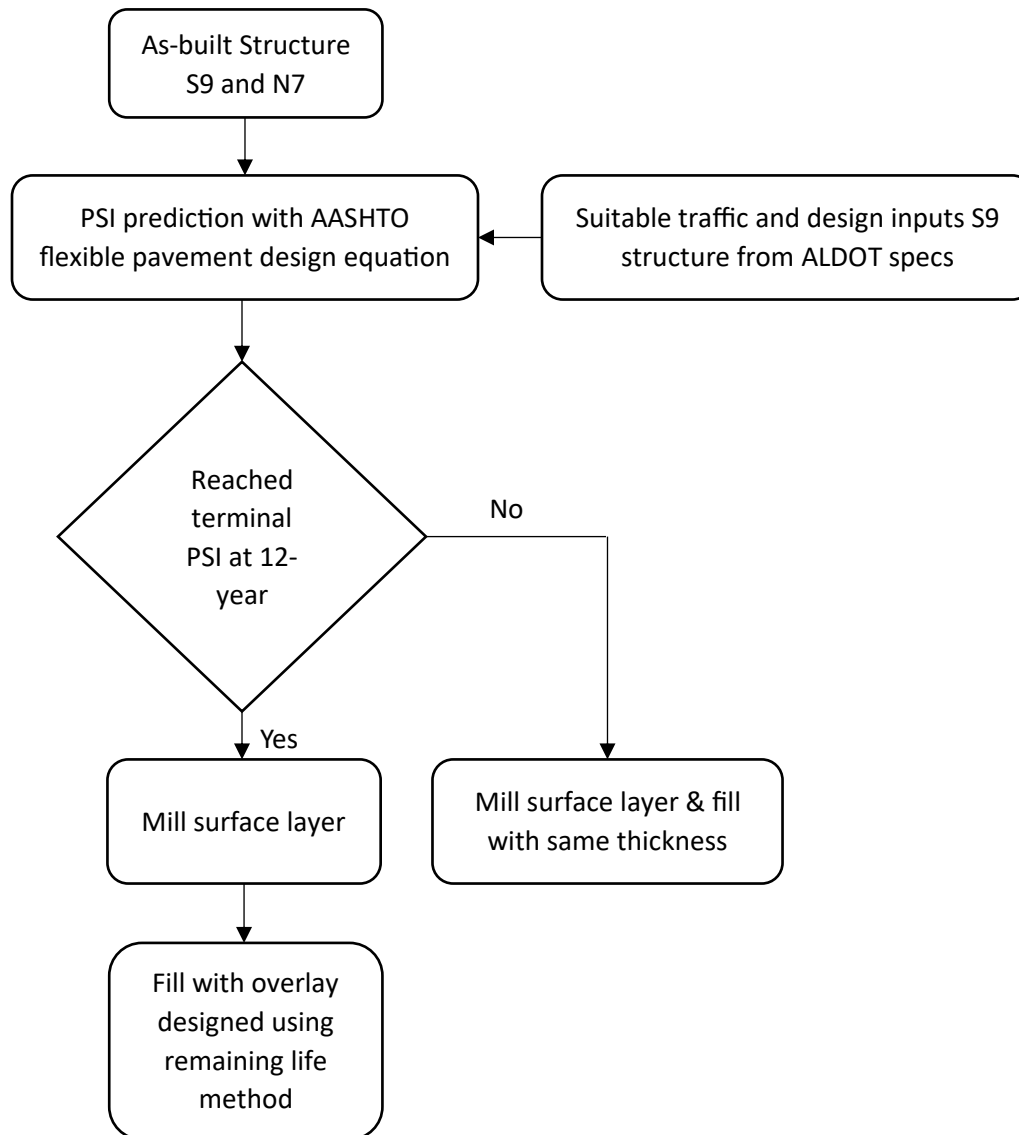 As-built Structure
S9 and N7
PSI prediction with AASHTO
flexible pavement design equation
Suitable traffic and design inputs S9
structure from ALDOT specs
Reached
terminal
PSI at 12-
year
No
Yes
Mill surface layer
Mill surface layer & fill
with same thickness
Fill with overlay
designed using
remaining life
method